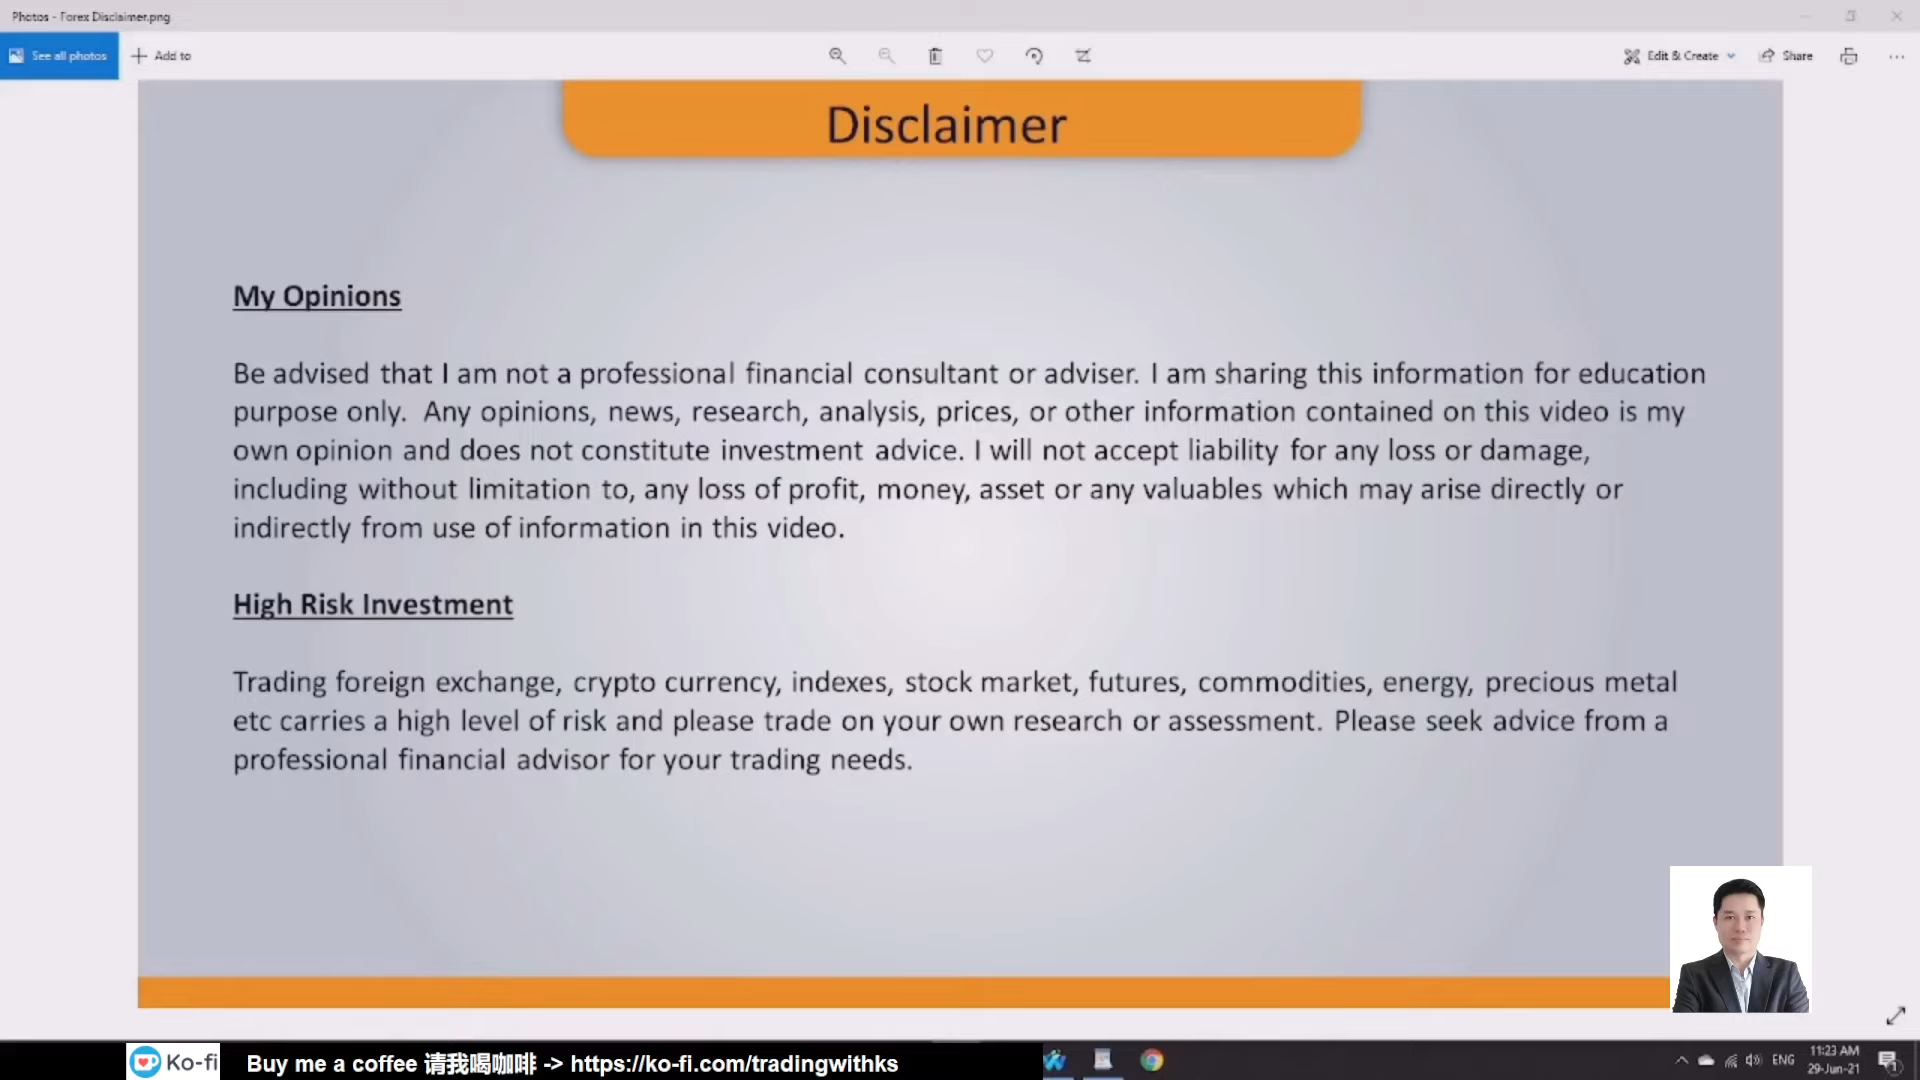 Photos - Forex Disclaimer.png
See all photos
Add to
Edit & Create
Share
Disclaimer
My Opinions
Be advised that I am not a professional financial consultant or adviser. I am sharing this information for education
purpose only. Any opinions, news, research, analysis, prices, or other information contained on this video is my
own opinion and does not constitute investment advice. I will not accept liability for any loss or damage,
including without limitation to, any loss of profit, money, asset or any valuables which may arise directly or
indirectly from use of information in this video.
High Risk Investment
Trading foreign exchange, crypto currency, indexes, stock market, futures, commodities, energy, precious metal
etc carries a high level of risk and please trade on your own research or assessment. Please seek advice from a
professional financial advisor for your trading needs.
Ko-fi
Buy me a coffee 请我喝咖啡 -> https://ko-fi.com/tradingwithks
ENG
11:23 AM
29-Jun-21
1